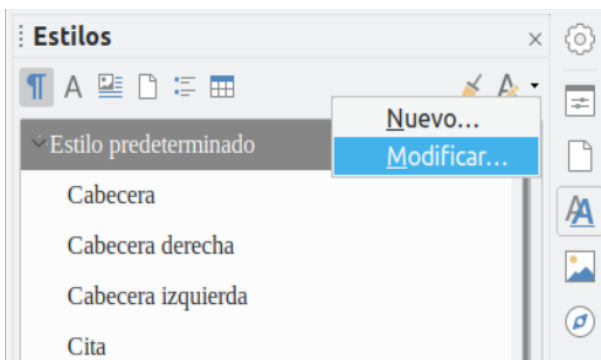 Estilos
Nuevo...
Modificar...
Estilo predeterminado
Cabecera
Cabecera derecha
Cabecera izquierda
Cita